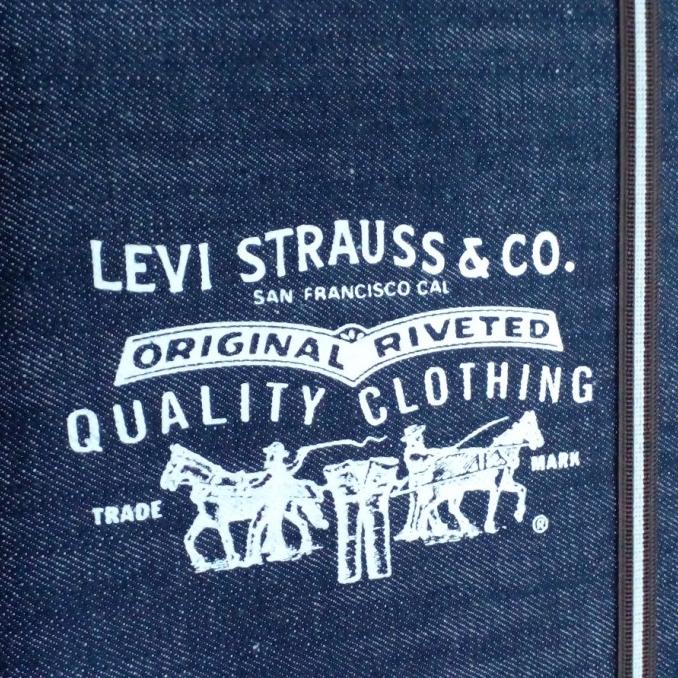 LEVI STRAUSS & CO.
SAN FRANCISCO CAL
ORIGINAL RIVETED
QUALITY CLOTHING
TRADE MARK
®